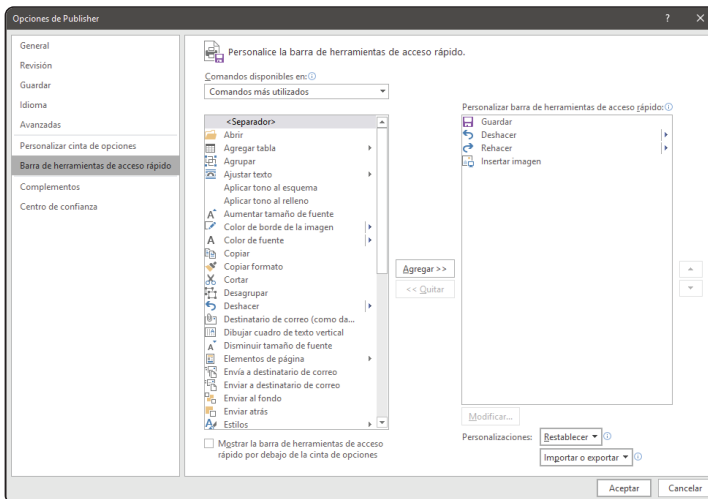 Opciones de Publisher
?
General
Revisión
Guardar
Idioma
Avanzadas
Personalizar cinta de opciones
Barra de herramientas de acceso rápido
Complementos
Centro de confianza
Personalice la barra de herramientas de acceso rápido.
Comandos disponibles en:
Comandos más utilizados
<Separador>
Abrir
Agregar tabla
Agrupar
Ajustar texto
Aplicar tono al esquema
Aplicar tono al relleno
Aumentar tamaño de fuente
Color de borde de la imagen
Color de fuente
Copiar
Copiar formato
Cortar
Desagrupar
Deshacer
Destinatario de correo (como da...
Dibujar cuadro de texto vertical
Disminuir tamaño de fuente
Elementos de página
Envía a destinatario de correo
Enviar a destinatario de correo
Enviar al fondo
Enviar atrás
Estilos
Mostrar la barra de herramientas de acceso
rápido por debajo de la cinta de opciones
Agregar >>
<< Quitar
Personalizar barra de herramientas de acceso rápido:
Guardar
Deshacer
Rehacer
Insertar imagen
Modificar...
Personalizaciones: Restablecer
Importar o exportar
Aceptar Cancelar